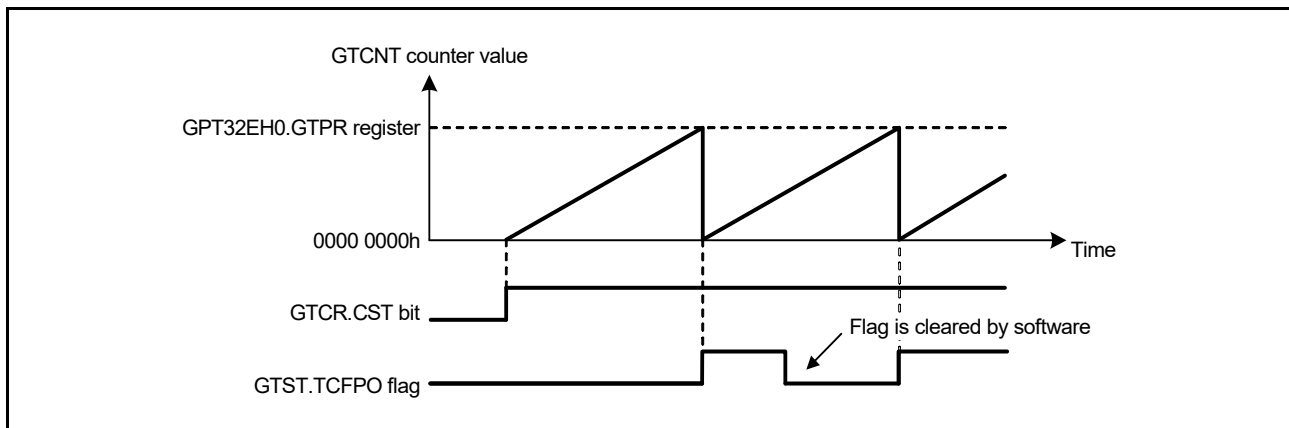 GTCNT counter value
GPT32EH0.GTPR register
0000 0000h
Time
GTCR.CST bit
Flag is cleared by software
GTST.TCFPO flag